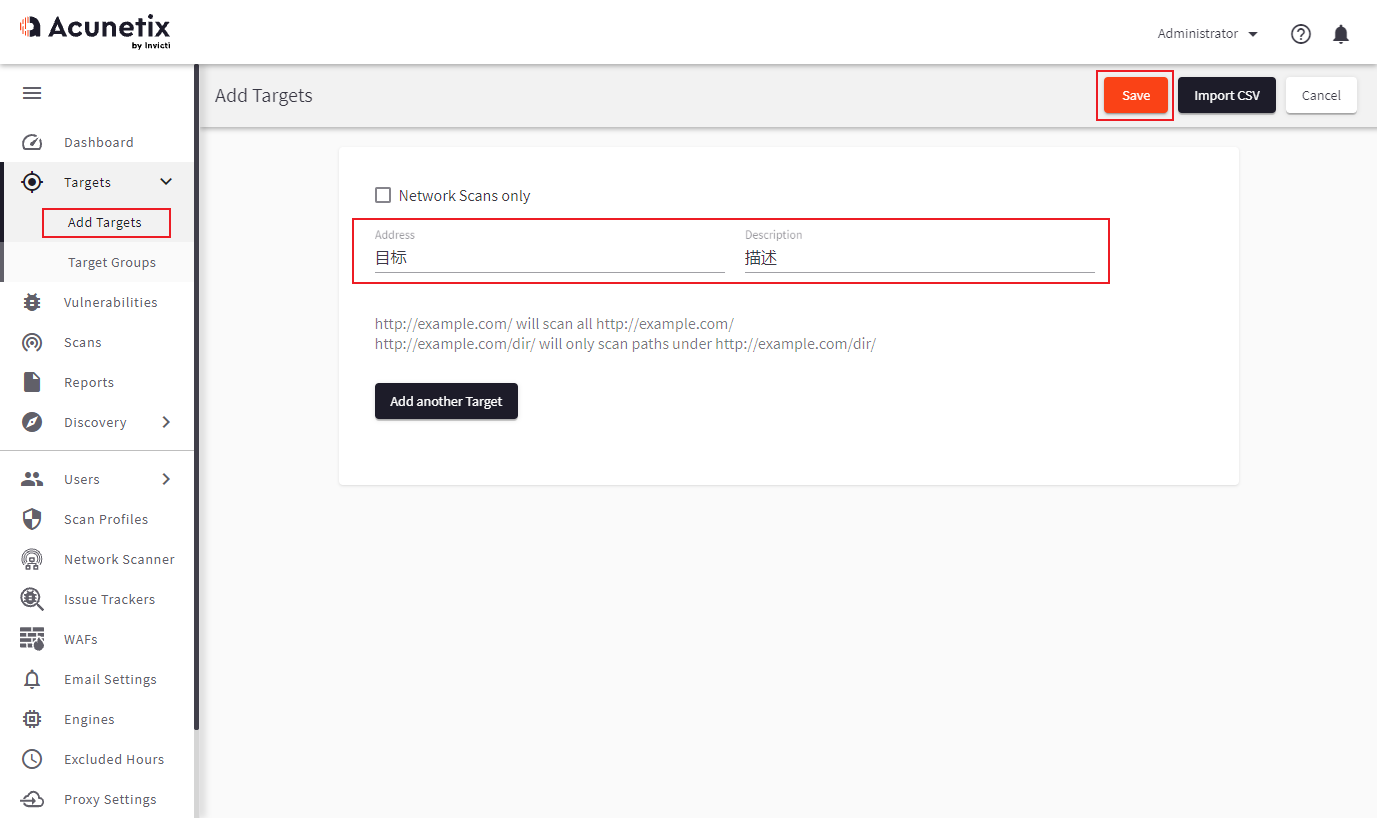 Acunetix
by Invicti
Administrator
Add Targets
Save
Import CSV
Cancel
Dashboard
Targets
Add Targets
Target Groups
Vulnerabilities
Scans
Reports
Discovery
Users
Scan Profiles
Network Scanner
Issue Trackers
WAFs
Email Settings
Engines
Excluded Hours
Proxy Settings
Network Scans only
Address
目标
Description
描述
http://example.com/ will scan all http://example.com/
http://example.com/dir/ will only scan paths under http://example.com/dir/
Add another Target